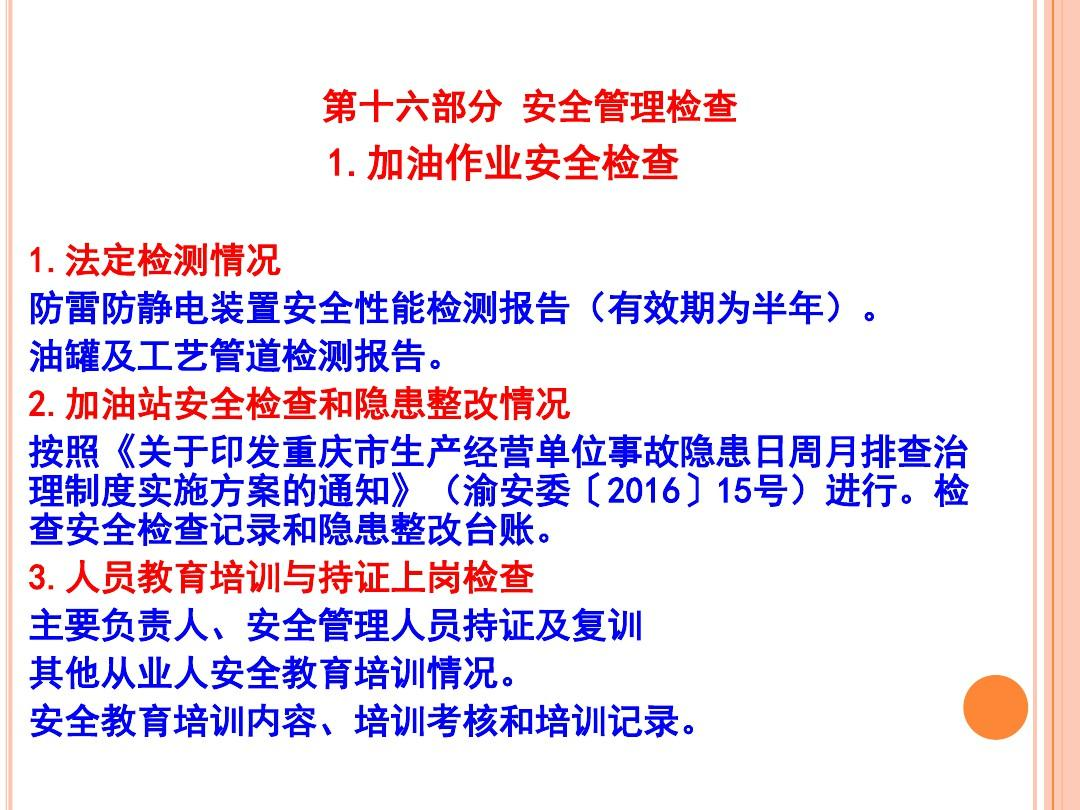 第十六部分 安全管理检查
1.加油作业安全检查
1.法定检测情况
防雷防静电装置安全性能检测报告（有效期为半年）。
油罐及工艺管道检测报告。
2.加油站安全检查和隐患整改情况
按照《关于印发重庆市生产经营单位事故隐患日周月排查治
理制度实施方案的通知》（渝安委〔2016〕15号）进行。检
查安全检查记录和隐患整改台账。
3.人员教育培训与持证上岗检查
主要负责人、安全管理人员持证及复训
其他从业人安全教育培训情况。
安全教育培训内容、培训考核和培训记录。